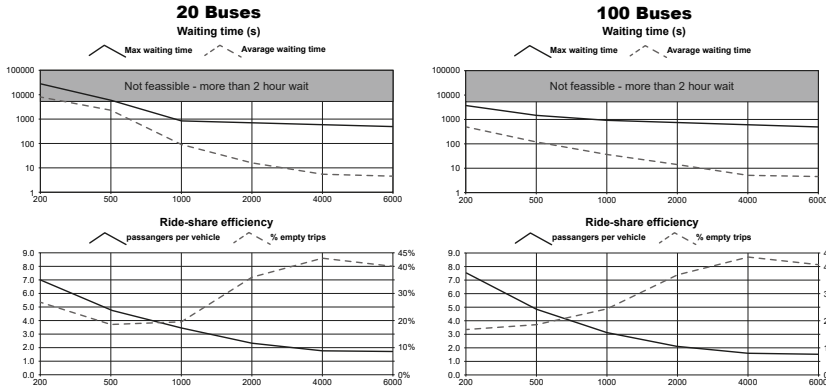 20 Buses
Waiting time (s)
Max waiting time Avarage waiting time
100000
10000
1000
100
10
1
Not feassible - more than 2 hour wait
200 500 1000 2000 4000 6000
Ride-share efficiency
passangers per vehicle % empty trips
9.0
8.0
7.0
6.0
5.0
4.0
3.0
2.0
1.0
0.0
45%
40%
30%
20%
10%
0%
200 500 1000 2000 4000 6000
100 Buses
Waiting time (s)
Max waiting time Avarage waiting time
100000
10000
1000
100
10
1
Not feassible - more than 2 hour wait
200 500 1000 2000 4000 6000
Ride-share efficiency
passangers per vehicle % empty trips
9.0
8.0
7.0
6.0
5.0
4.0
3.0
2.0
1.0
0.0
200 500 1000 2000 4000 6000